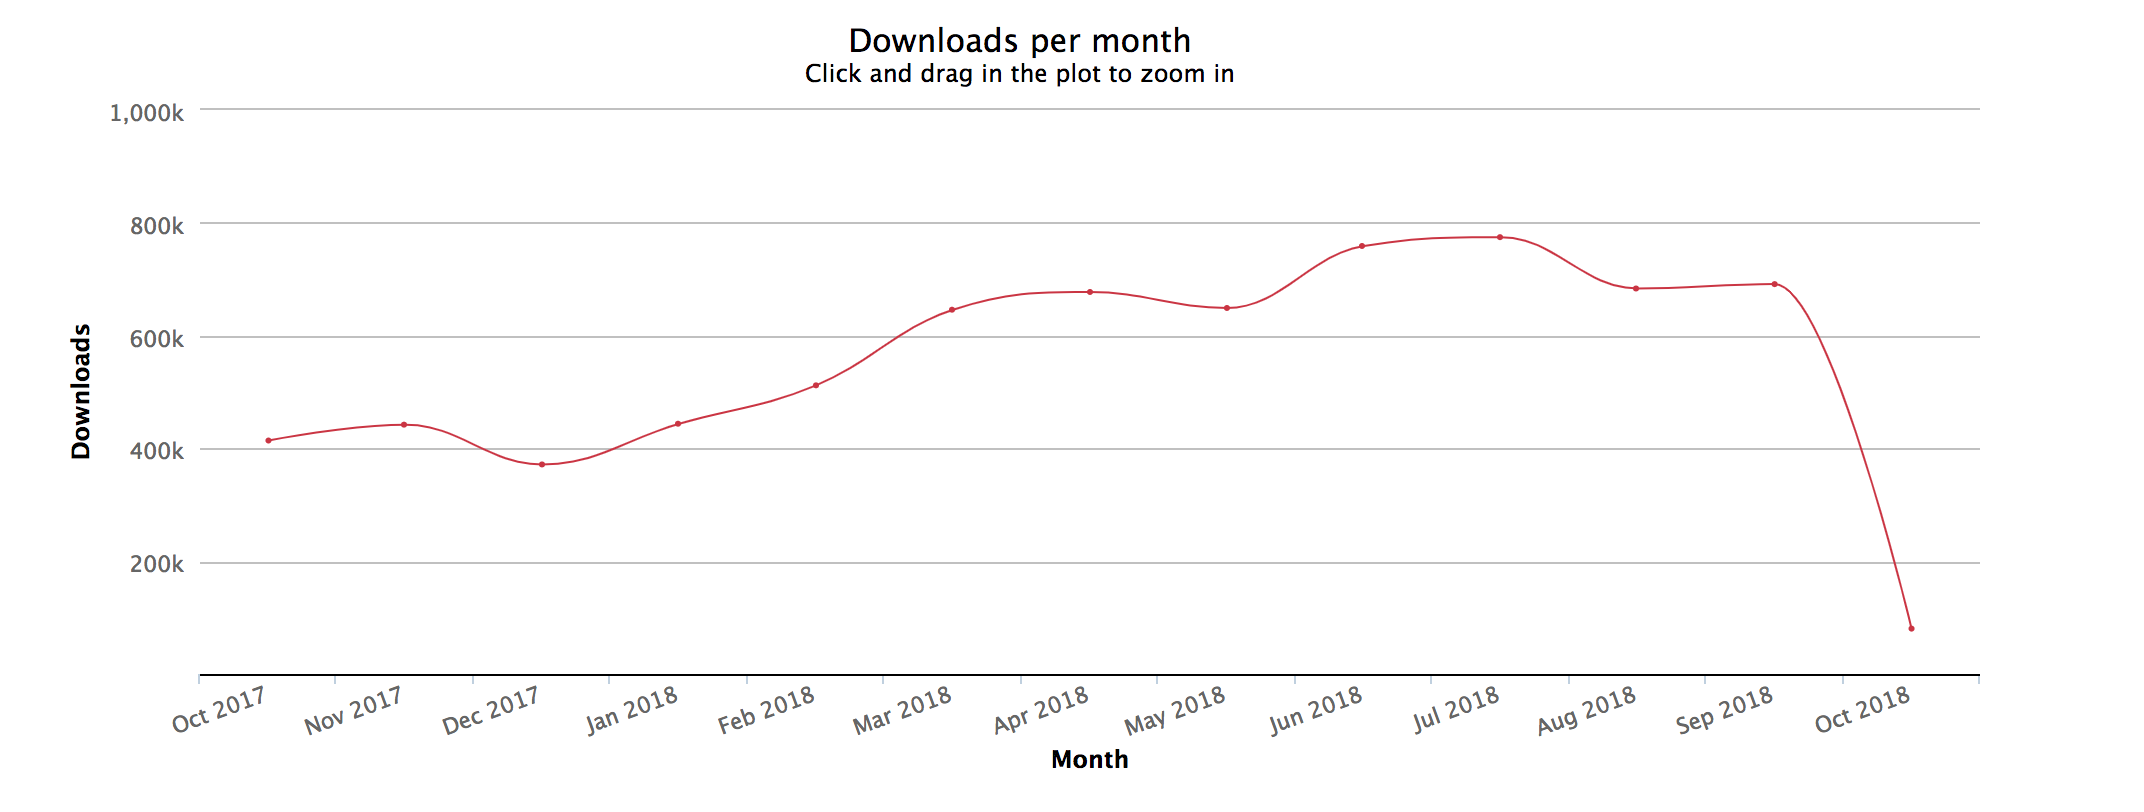 Downloads per month
Click and drag in the plot to zoom in
1,000k
800k
600k
400k
200k
Downloads
Oct 2017
Nov 2017
Dec 2017
Jan 2018
Feb 2018
Mar 2018
Apr 2018
May 2018
Jun 2018
Jul 2018
Aug 2018
Sep 2018
Oct 2018
Month